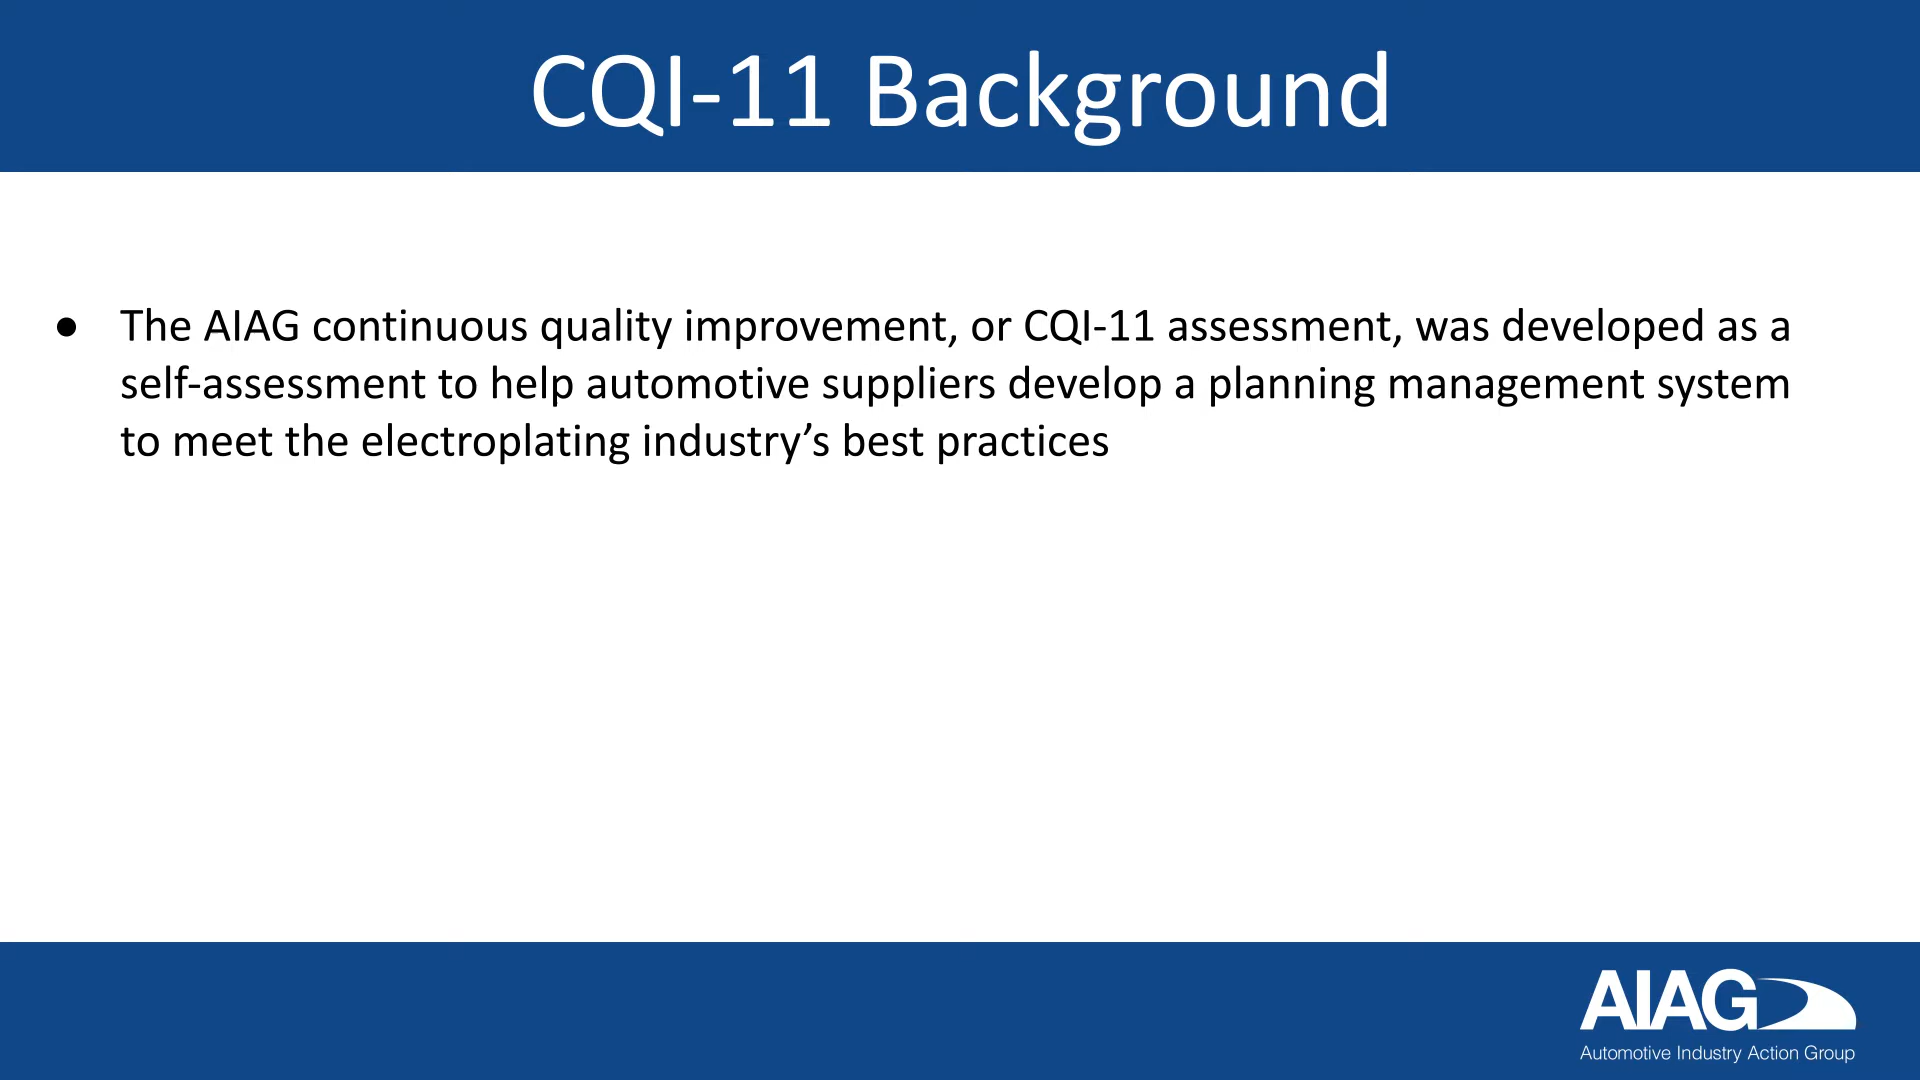 CQI-11 Background
● The AIAG continuous quality improvement, or CQI-11 assessment, was developed as a
self-assessment to help automotive suppliers develop a planning management system
to meet the electroplating industry’s best practices
AIAG
Automotive Industry Action Group